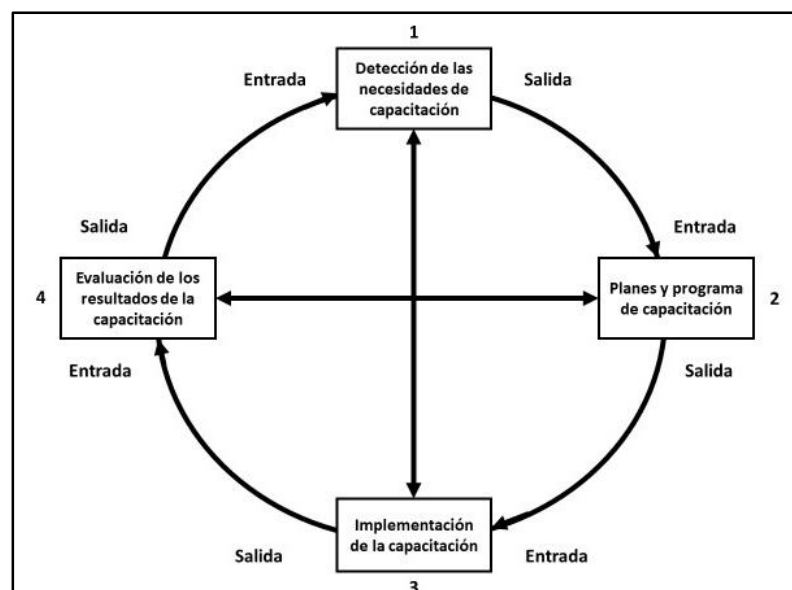 1
Detección de las
necesidades de
capacitación
Entrada
Salida
Salida
Entrada
4
Evaluación de los
resultados de la
capacitación
Planes y programa
de capacitación
2
Entrada
Salida
Implementación
de la capacitación
Salida
Entrada
3